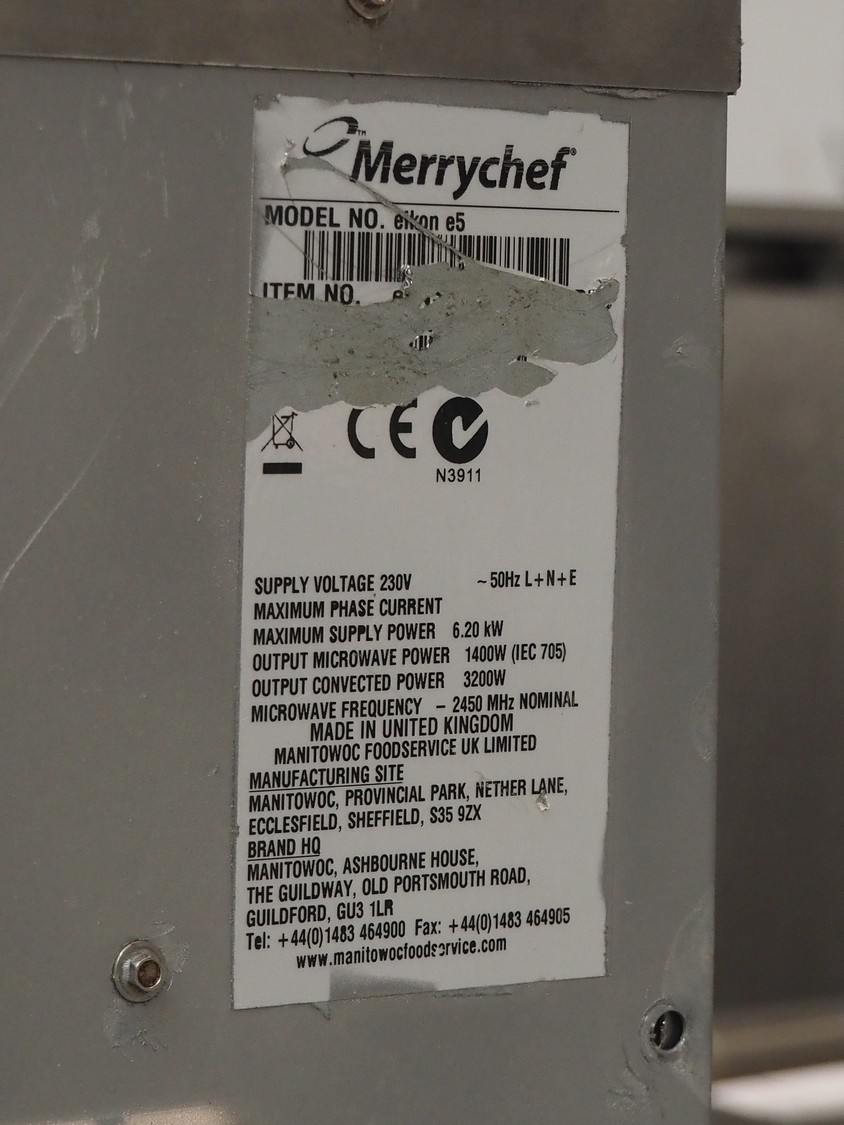 Merrychef®
MODEL NO. eikon e5
ITEM NO.
CE
N3911
SUPPLY VOLTAGE 230V ~ 50Hz L+N+E
MAXIMUM PHASE CURRENT
MAXIMUM SUPPLY POWER 6.20 kW
OUTPUT MICROWAVE POWER 1400W (IEC 705)
OUTPUT CONVECTED POWER 3200W
MICROWAVE FREQUENCY – 2450 MHz NOMINAL
MADE IN UNITED KINGDOM
MANITOWOC FOODSERVICE UK LIMITED
MANUFACTURING SITE
MANITOWOC, PROVINCIAL PARK, NETHER LANE,
ECCLESFIELD, SHEFFIELD, S35 9ZX
BRAND HQ
MANITOWOC, ASHBOURNE HOUSE,
THE GUILDWAY, OLD PORTSMOUTH ROAD,
GUILDFORD, GU3 1LR
Tel: +44(0)1483 464900 Fax: +44(0)1483 464905
www.manitowocfoodservice.com